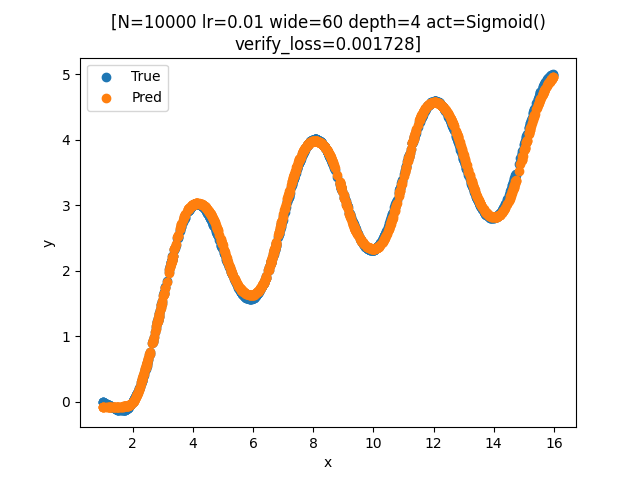 [N=10000 lr=0.01 wide=60 depth=4 act=Sigmoid()
verify_loss=0.001728]
True
Pred
5
4
3
2
1
0
y
2 4 6 8 10 12 14 16
x